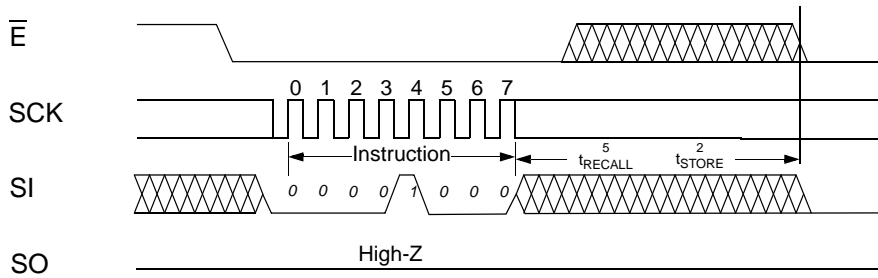 E̅
SCK
0 1 2 3 4 5 6 7
Instruction
5 2
tRECALL tSTORE
SI
0 0 0 0 1 0 0 0
SO
High-Z